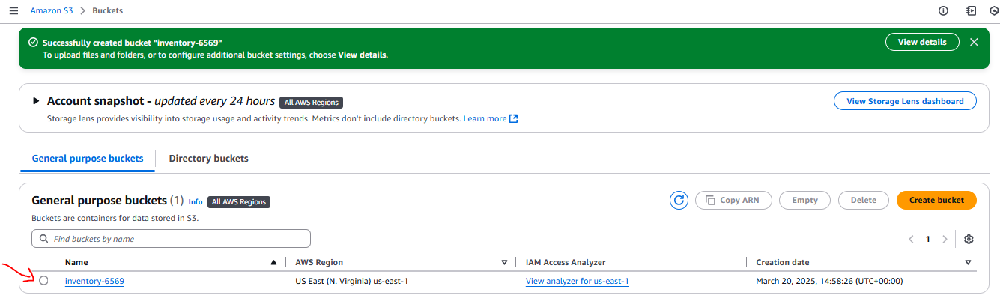 Amazon S3 > Buckets
Successfully created bucket "inventory-6569"
To upload files and folders, or to configure additional bucket settings, choose View details.
View details
Account snapshot - updated every 24 hours All AWS Regions
View Storage Lens dashboard
Storage lens provides visibility into storage usage and activity trends. Metrics don't include directory buckets. Learn more
General purpose buckets Directory buckets
General purpose buckets (1) Info All AWS Regions
Copy ARN Empty Delete Create bucket
Buckets are containers for data stored in S3.
Find buckets by name
1
Name AWS Region IAM Access Analyzer Creation date
inventory-6569 US East (N. Virginia) us-east-1 View analyzer for us-east-1 March 20, 2025, 14:58:26 (UTC+00:00)